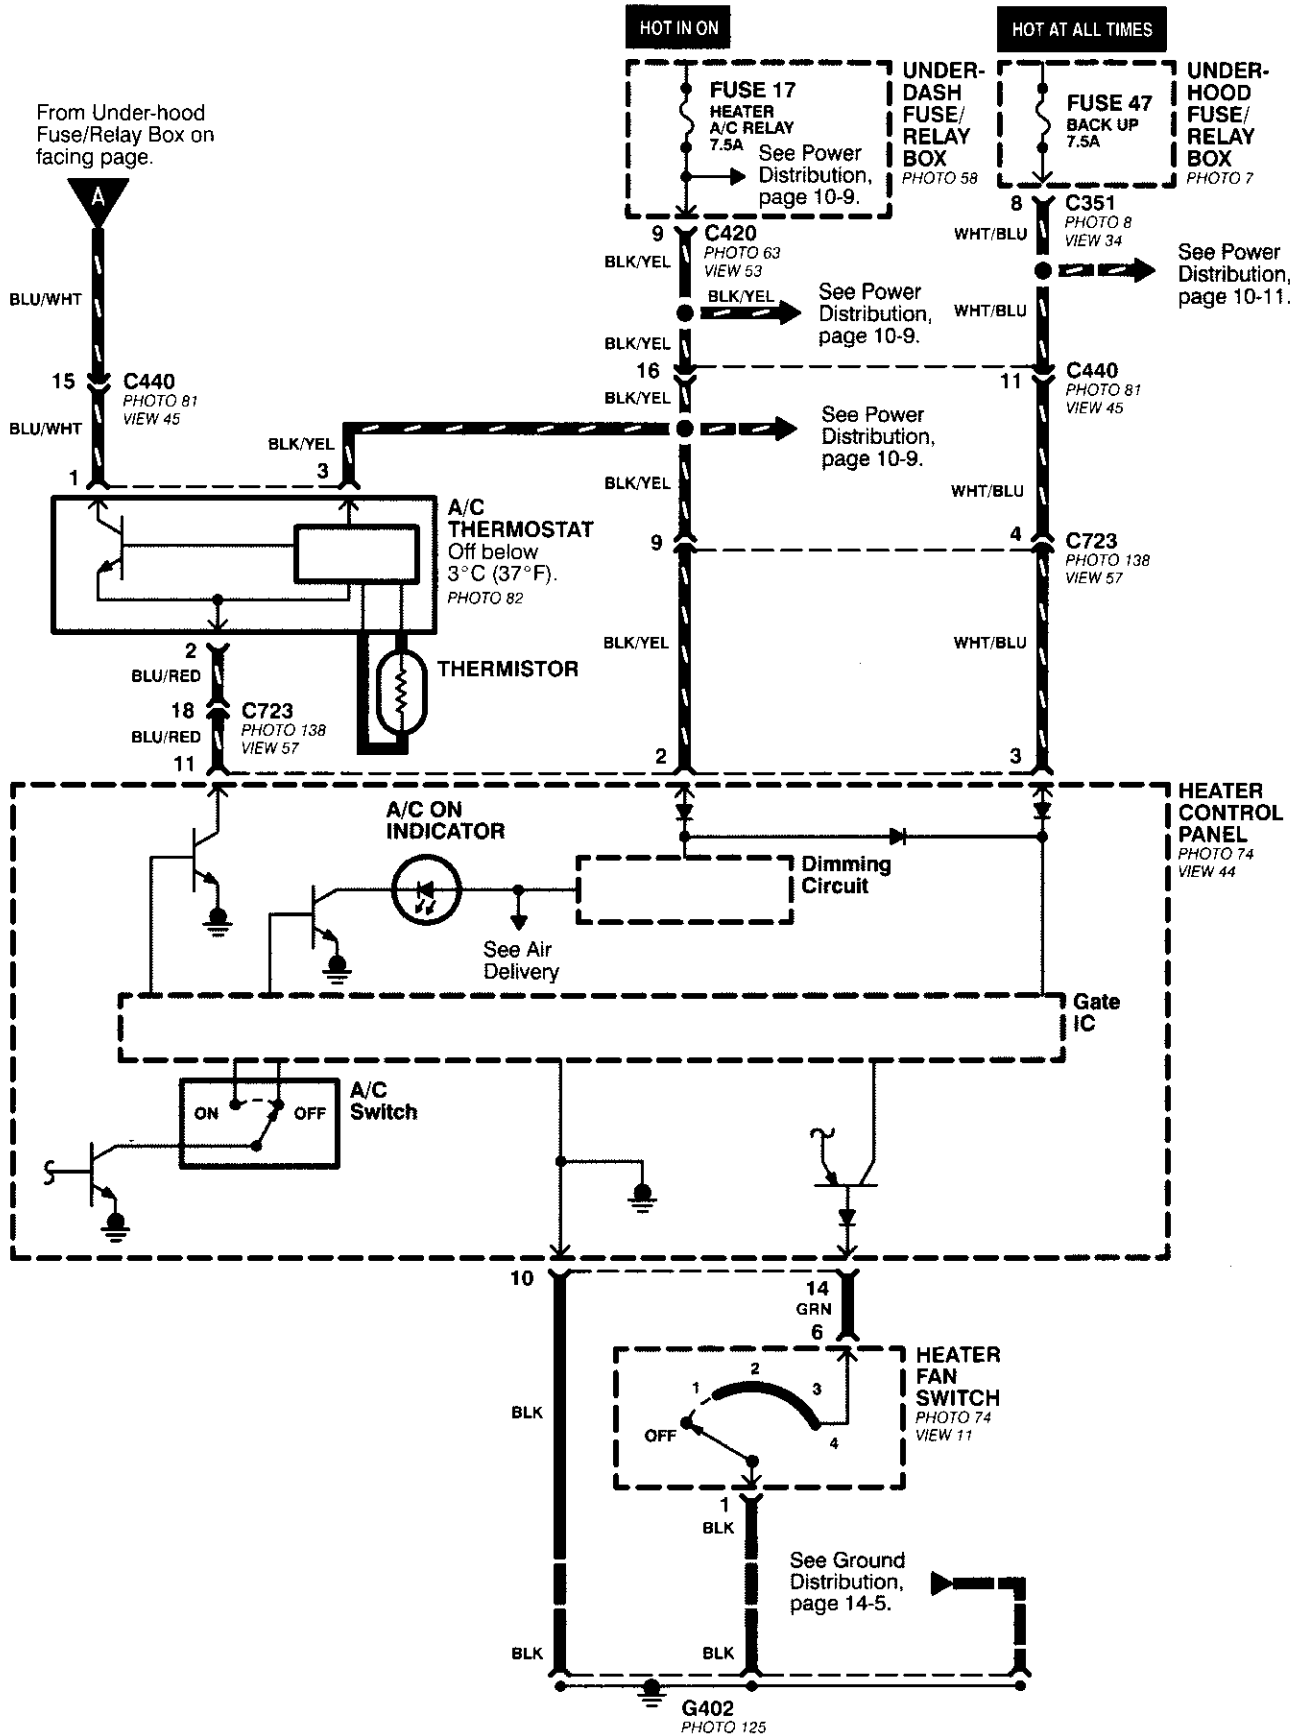 HOT IN ON
HOT AT ALL TIMES
From Under-hood
Fuse/Relay Box on
facing page.
A
FUSE 17
HEATER
A/C RELAY
7.5A
See Power
Distribution,
page 10-9.
UNDER-
DASH
FUSE/
RELAY
BOX
PHOTO 58
FUSE 47
BACK UP
7.5A
UNDER-
HOOD
FUSE/
RELAY
BOX
PHOTO 7
9
C420
PHOTO 63
VIEW 53
BLK/YEL
8
C351
PHOTO 8
VIEW 34
WHT/BLU
See Power
Distribution,
page 10-11.
BLU/WHT
BLK/YEL
See Power
Distribution,
page 10-9.
WHT/BLU
BLK/YEL
15
C440
PHOTO 81
VIEW 45
16
11
C440
PHOTO 81
VIEW 45
BLK/YEL
BLU/WHT
BLK/YEL
See Power
Distribution,
page 10-9.
1
3
BLK/YEL
WHT/BLU
A/C
THERMOSTAT
Off below
3°C (37°F).
PHOTO 82
9
4
C723
PHOTO 138
VIEW 57
2
BLU/RED
THERMISTOR
BLK/YEL
WHT/BLU
18
C723
PHOTO 138
VIEW 57
BLU/RED
11
2
3
HEATER
CONTROL
PANEL
PHOTO 74
VIEW 44
A/C ON
INDICATOR
Dimming
Circuit
See Air
Delivery
Gate
IC
ON
OFF
A/C
Switch
10
14
GRN
6
HEATER
FAN
SWITCH
PHOTO 74
VIEW 11
1
2
3
4
OFF
BLK
1
BLK
See Ground
Distribution,
page 14-5.
BLK
BLK
G402
PHOTO 125